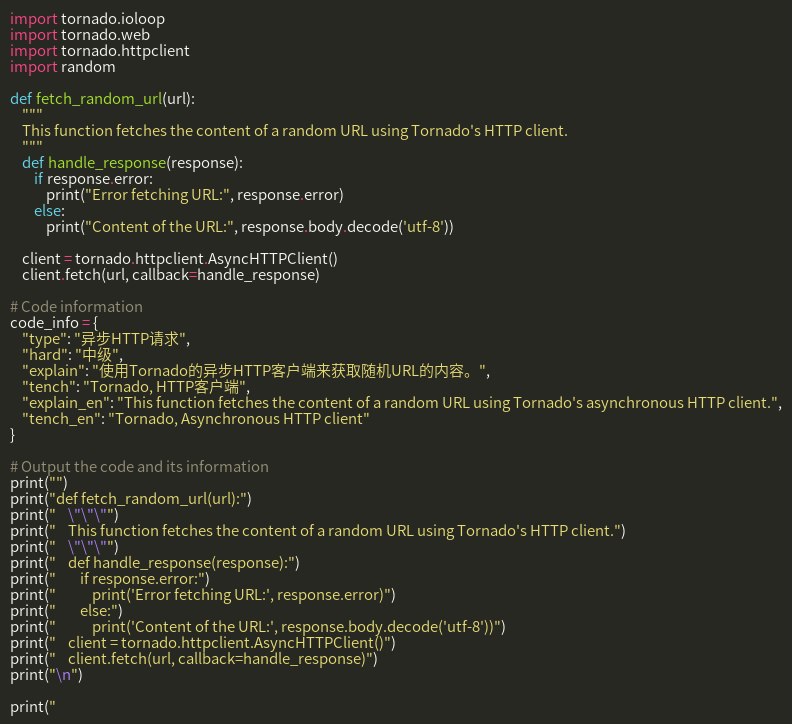 import tornado.ioloop
import tornado.web
import tornado.httpclient
import random

def fetch_random_url(url):
    """
    This function fetches the content of a random URL using Tornado's HTTP client.
    """
    def handle_response(response):
        if response.error:
            print("Error fetching URL:", response.error)
        else:
            print("Content of the URL:", response.body.decode('utf-8'))

    client = tornado.httpclient.AsyncHTTPClient()
    client.fetch(url, callback=handle_response)

# Code information
code_info = {
    "type": "异步HTTP请求",
    "hard": "中级",
    "explain": "使用Tornado的异步HTTP客户端来获取随机URL的内容。",
    "tench": "Tornado, HTTP客户端",
    "explain_en": "This function fetches the content of a random URL using Tornado's asynchronous HTTP client.",
    "tench_en": "Tornado, Asynchronous HTTP client"
}

# Output the code and its information
print("")
print("def fetch_random_url(url):")
print("    \"\"\"")
print("    This function fetches the content of a random URL using Tornado's HTTP client.")
print("    \"\"\"")
print("    def handle_response(response):")
print("        if response.error:")
print("            print('Error fetching URL:', response.error)")
print("        else:")
print("            print('Content of the URL:', response.body.decode('utf-8'))")
print("    client = tornado.httpclient.AsyncHTTPClient()")
print("    client.fetch(url, callback=handle_response)")
print("\n")

print("